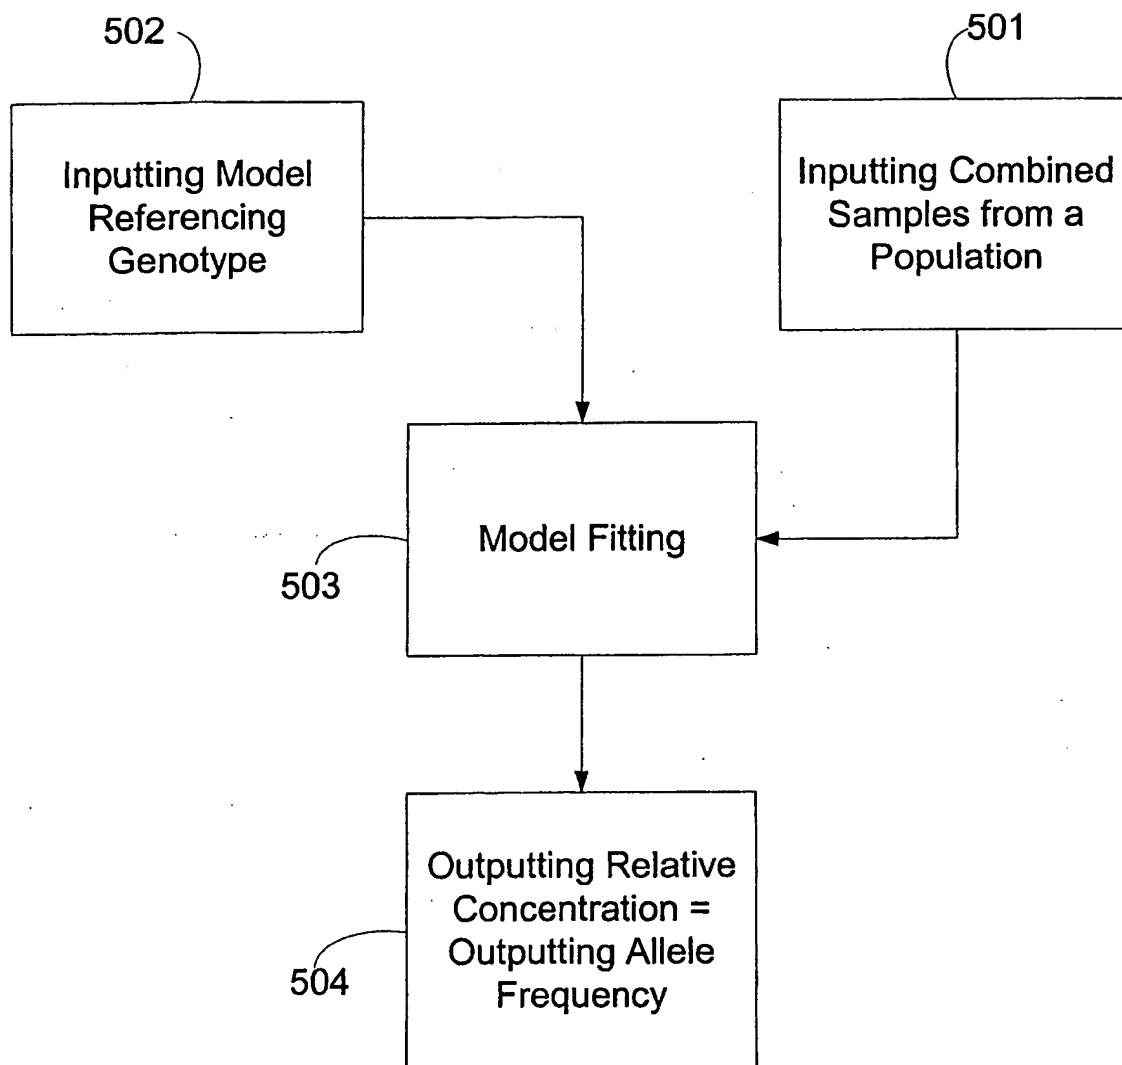 502
501
Inputting Model
Referencing
Genotype
Inputting Combined
Samples from a
Population
Model Fitting
503
Outputting Relative
Concentration =
Outputting Allele
Frequency
504